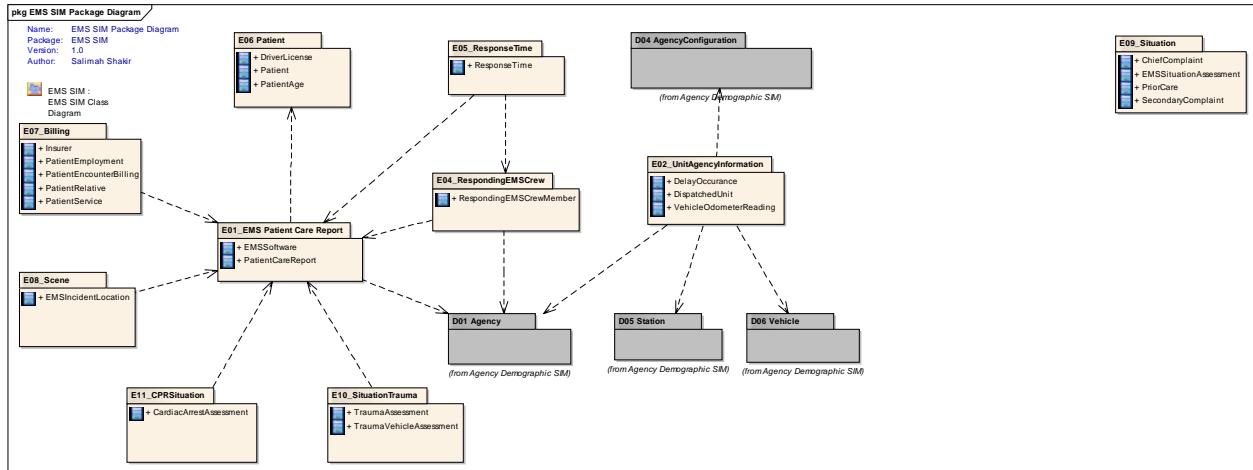 pkg EMS SIM Package Diagram
Name: EMS SIM Package Diagram
Package: EMS SIM
Version: 1.0
Author: Salimah Shakir
EMS SIM :
EMS SIM Class
Diagram
E06 Patient
+ DriverLicense
+ Patient
+ PatientAge
E05_ResponseTime
+ ResponseTime
D04 AgencyConfiguration
(from Agency Demographic SIM)
E09_Situation
+ ChiefComplaint
+ EMSSituationAssessment
+ PriorCare
+ SecondaryComplaint
E07_Billing
+ Insurer
+ PatientEmployment
+ PatientEncounterBilling
+ PatientRelative
+ PatientService
E04_RespondingEMSCrew
+ RespondingEMSCrewMember
E02_UnitAgencyInformation
+ DelayOccurance
+ DispatchedUnit
+ VehicleOdometerReading
E01_EMS Patient Care Report
+ EMSSoftware
+ PatientCareReport
E08_Scene
+ EMSIncidentLocation
D01 Agency
(from Agency Demographic SIM)
D05 Station
(from Agency Demographic SIM)
D06 Vehicle
(from Agency Demographic SIM)
E11_CPRSituation
+ CardiacArrestAssessment
E10_SituationTrauma
+ TraumaAssessment
+ TraumaVehicleAssessment